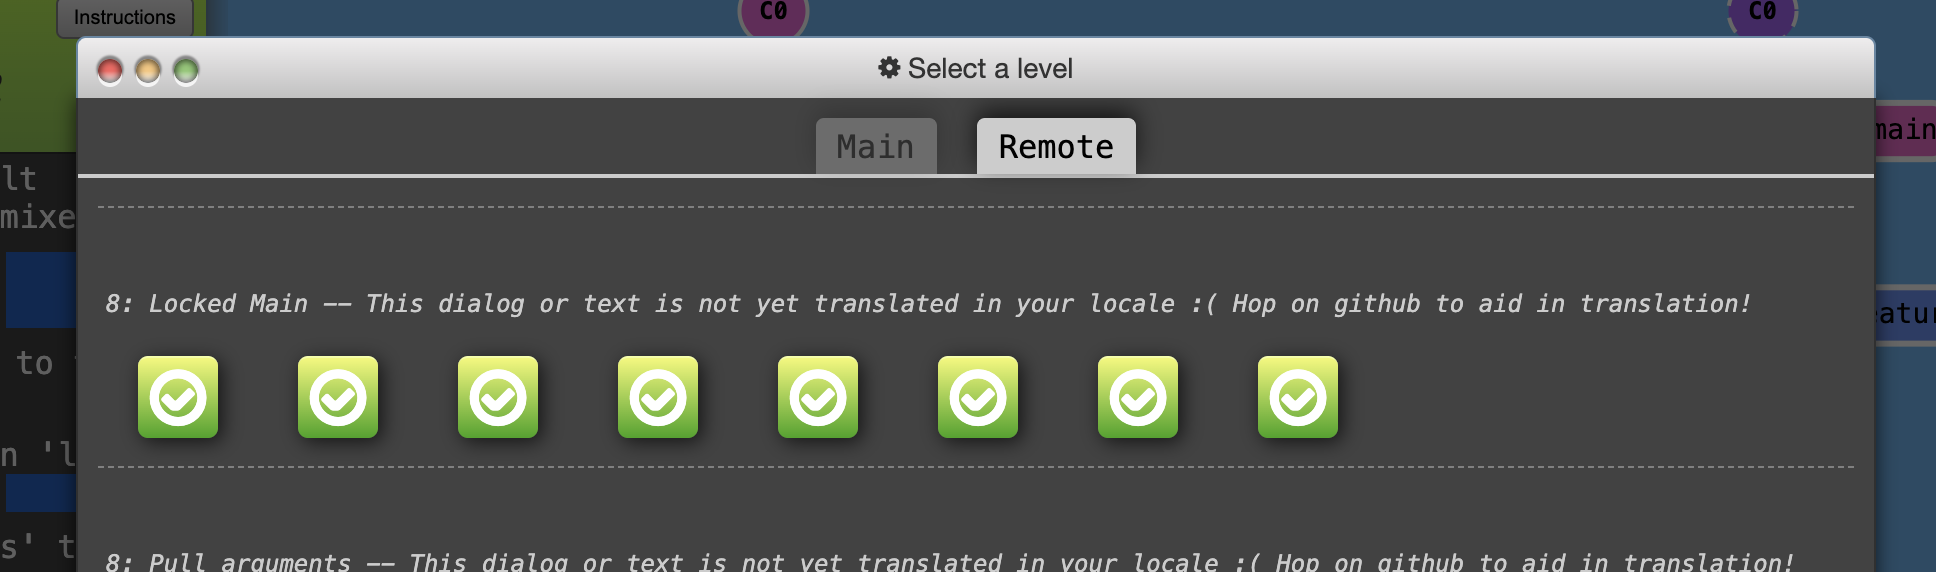 Instructions
C0
C0
Select a level
Main
Remote
main
lt
mixe
8: Locked Main -- This dialog or text is not yet translated in your locale :( Hop on github to aid in translation!
eatur
to
n 'l
s' t
8: Pull arguments -- This dialog or text is not yet translated in your locale :( Hop on github to aid in translation!